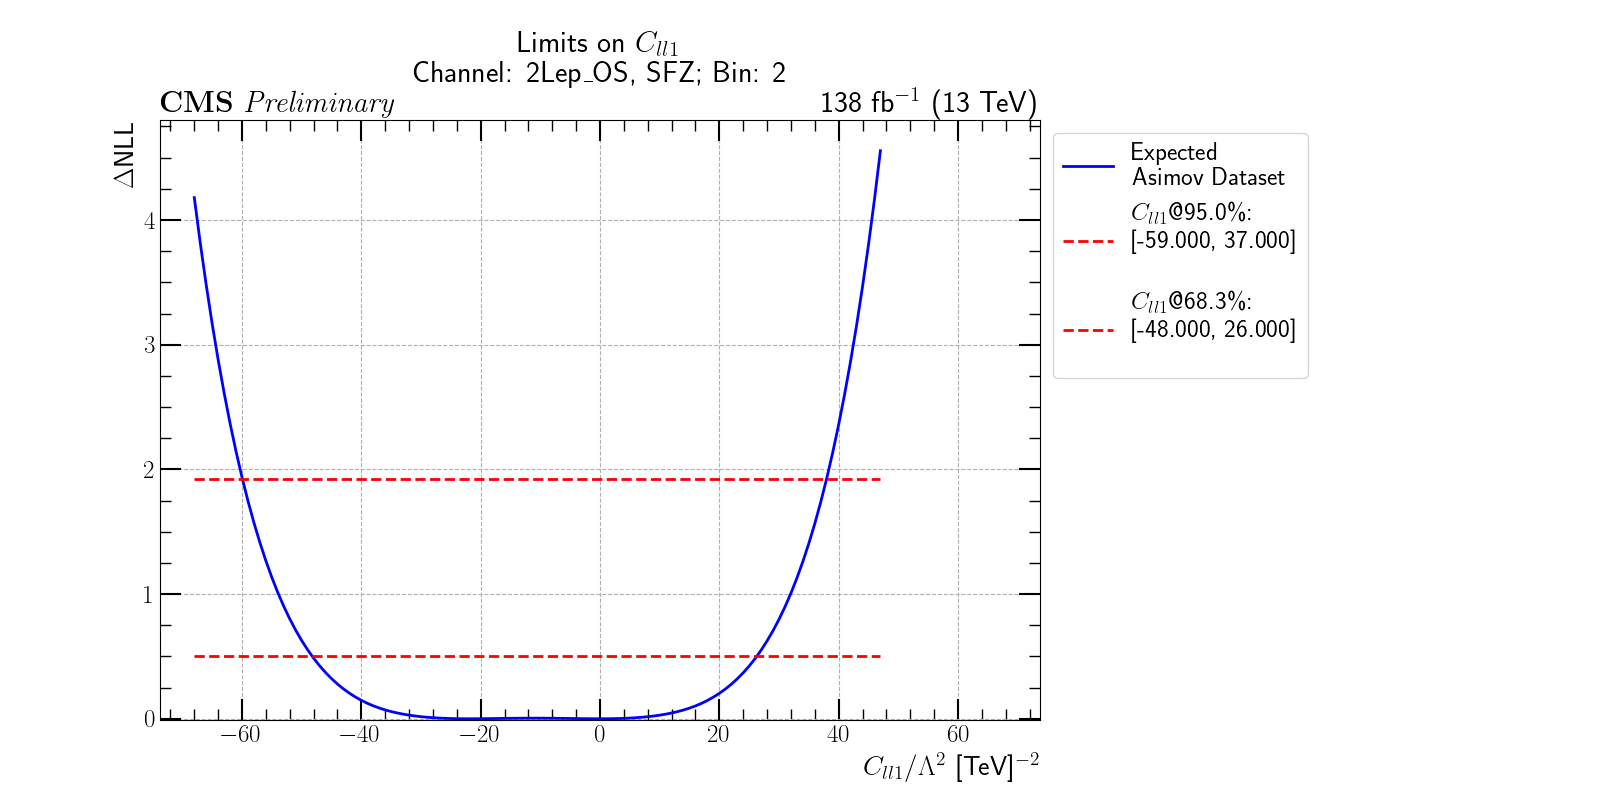 Limits on C_{ll1}
Channel: 2Lep_OS, SFZ; Bin: 2
CMS Preliminary
138 fb⁻¹ (13 TeV)
ΔNLL
4
3
2
1
0
−60
−40
−20
0
20
40
60
C_{ll1}/Λ² [TeV]⁻²
Expected
Asimov Dataset
C_{ll1}@95.0%:
[-59.000, 37.000]
C_{ll1}@68.3%:
[-48.000, 26.000]